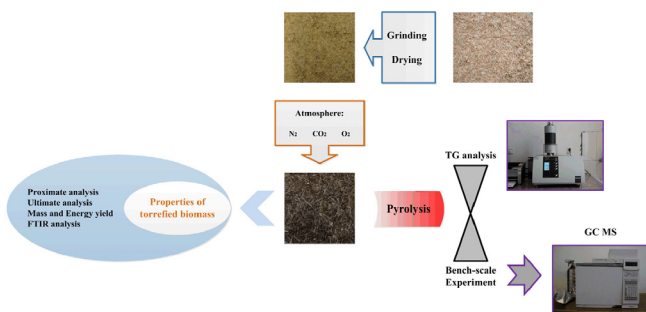 Grinding
Drying
Atmosphere:
N₂ CO₂ O₂
TG analysis
Proximate analysis
Ultimate analysis
Mass and Energy yield
FTIR analysis
Properties of
torrefied biomass
Pyrolysis
GC MS
Bench-scale
Experiment